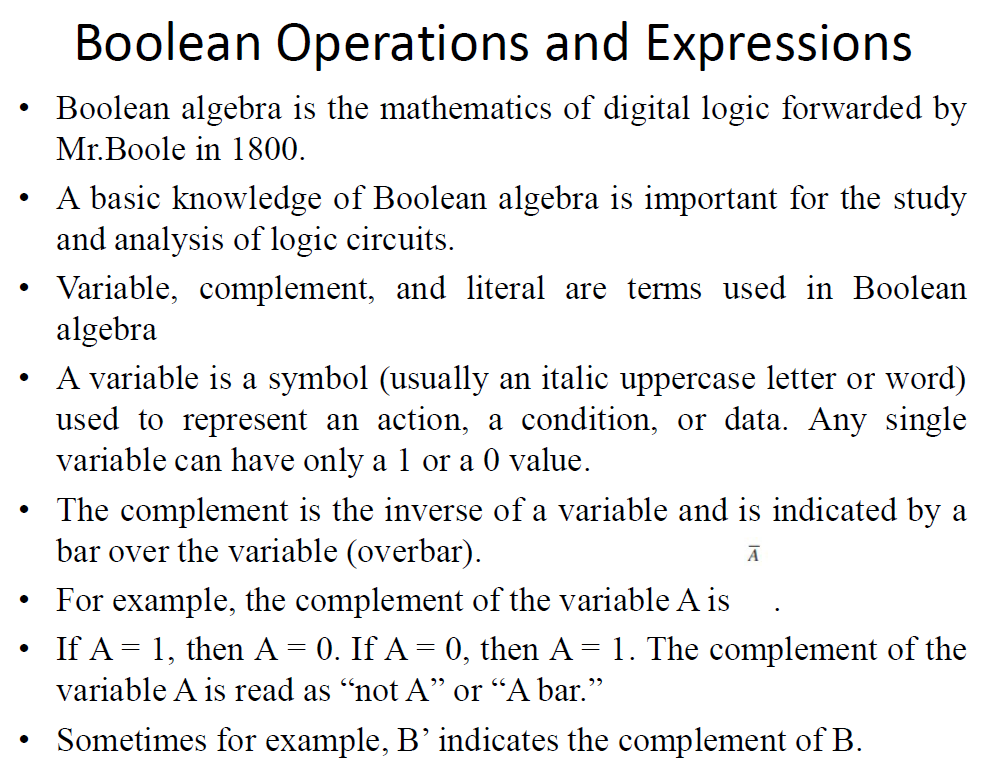 Boolean Operations and Expressions
• Boolean algebra is the mathematics of digital logic forwarded by
Mr.Boole in 1800.
• A basic knowledge of Boolean algebra is important for the study
and analysis of logic circuits.
• Variable, complement, and literal are terms used in Boolean
algebra
• A variable is a symbol (usually an italic uppercase letter or word)
used to represent an action, a condition, or data. Any single
variable can have only a 1 or a 0 value.
• The complement is the inverse of a variable and is indicated by a
bar over the variable (overbar).
A̅
• For example, the complement of the variable A is .
• If A = 1, then A = 0. If A = 0, then A = 1. The complement of the
variable A is read as “not A” or “A bar.”
• Sometimes for example, B’ indicates the complement of B.